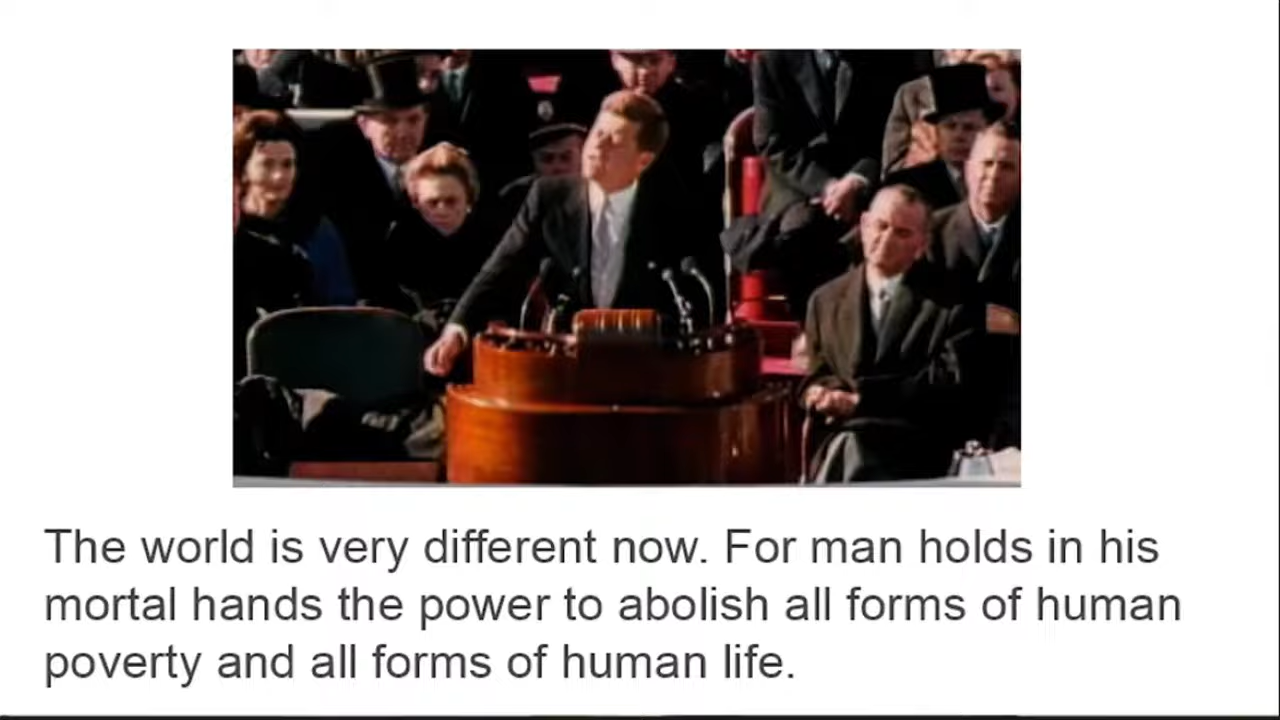 The world is very different now. For man holds in his
mortal hands the power to abolish all forms of human
poverty and all forms of human life.